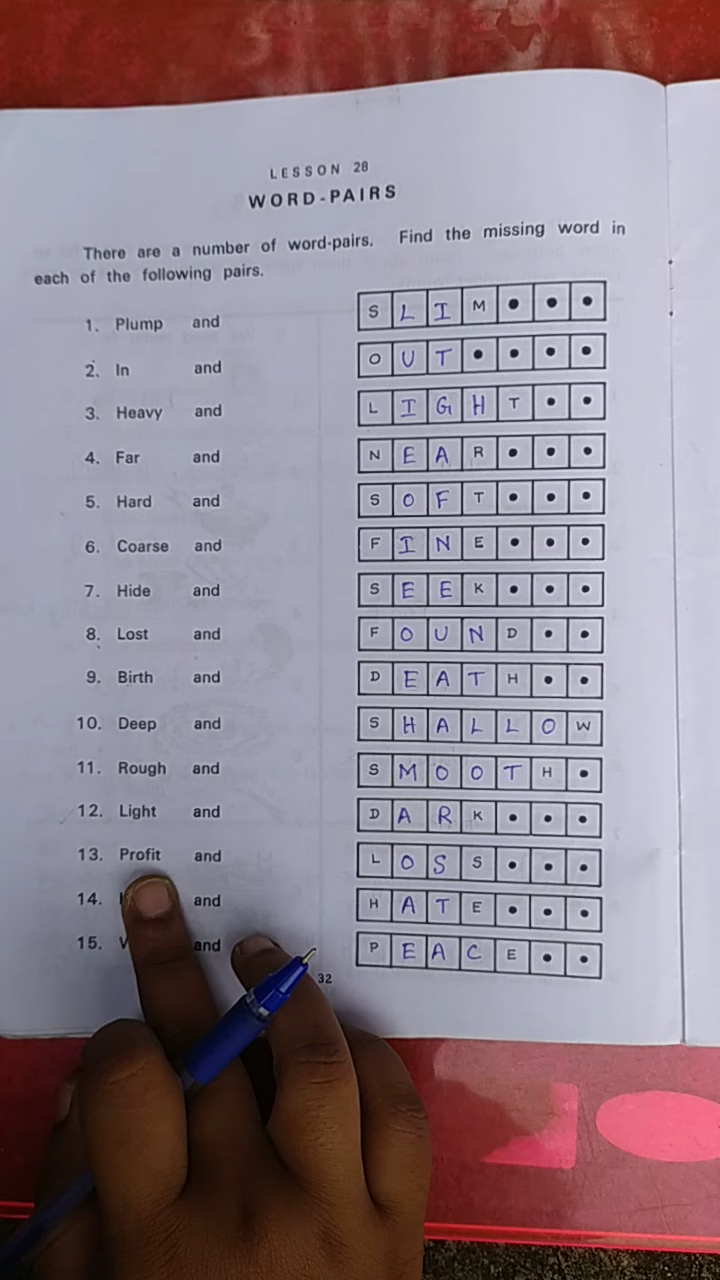 LESSON 28
WORD-PAIRS
There are a number of word-pairs. Find the missing word in
each of the following pairs.
1. Plump and SLIM
2. In and OUT
3. Heavy and LIGHT
4. Far and NEAR
5. Hard and SOFT
6. Coarse and FINE
7. Hide and SEEK
8. Lost and FOUND
9. Birth and DEATH
10. Deep and SHALLOW
11. Rough and SMOOTH
12. Light and DARK
13. Profit and LOSS
14. and HATE
15. and PEACE
32